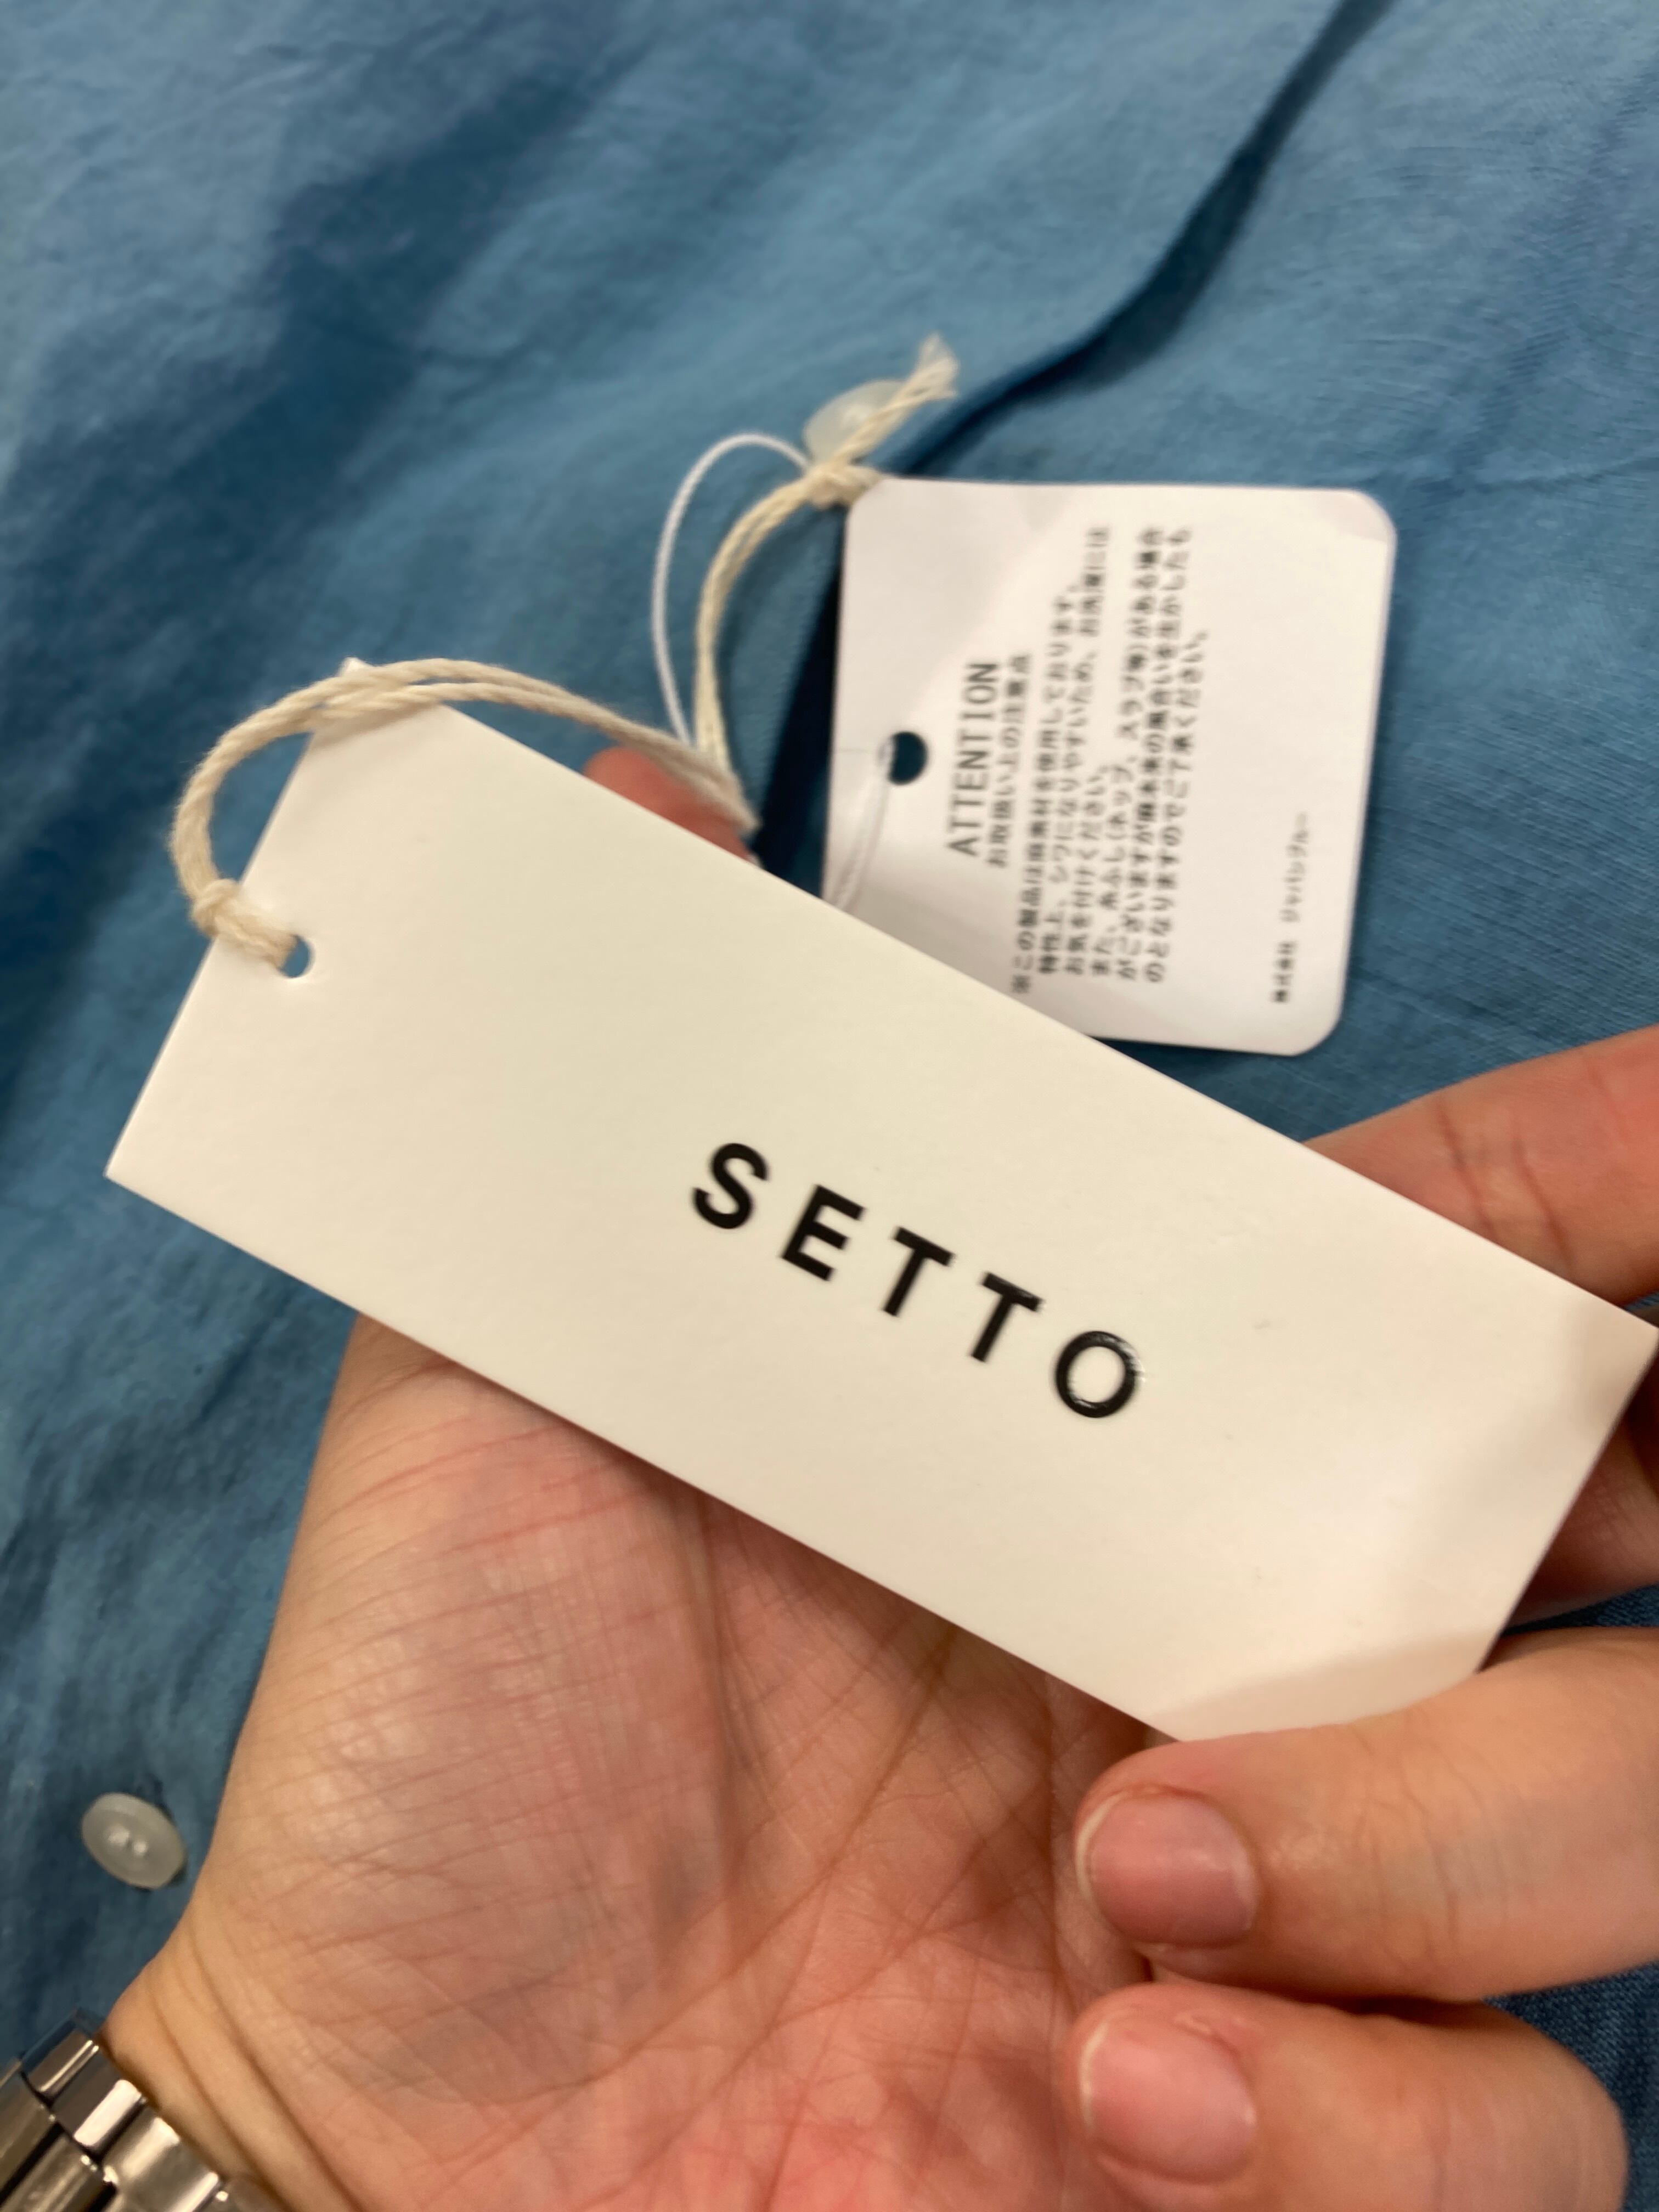 SETTO
ATTENTION
お取扱い上の注意点
※この製品は麻素材を使用しております。
特性上、シワになりやすいため、お洗濯には
お気を付けください。
また、糸ふし(ネップ、スラブ等)がある場合
がございますが麻本来の風合いを生かしたも
のとなりますのでご了承ください。
株式会社 ジャパンブルー